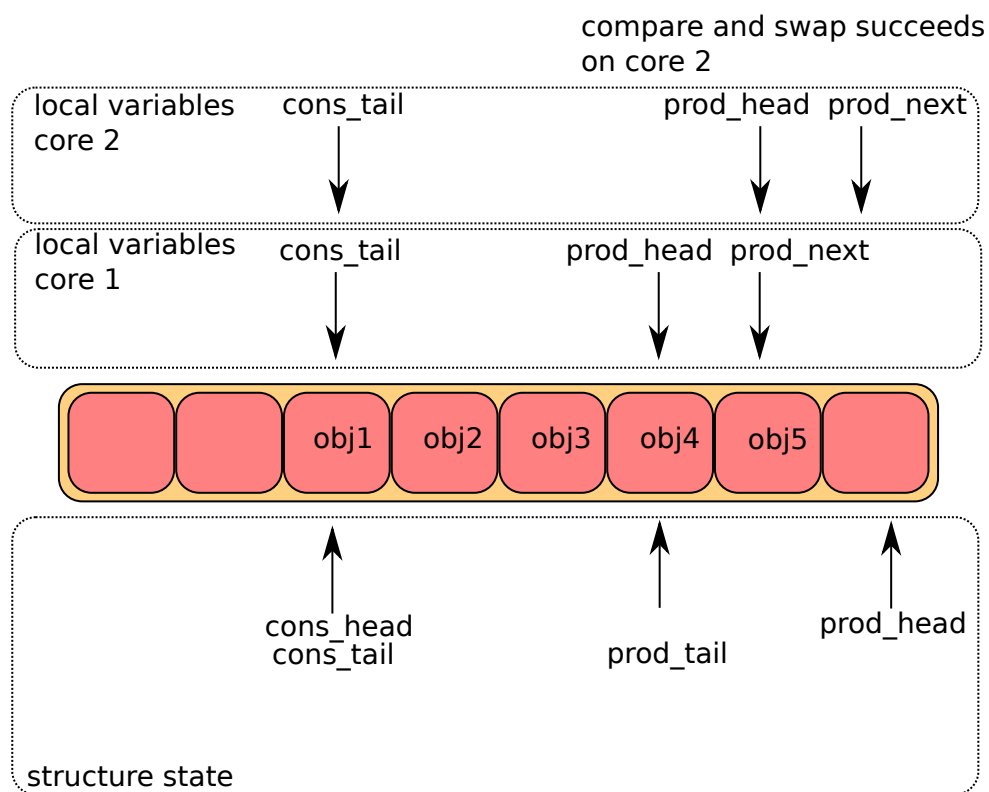 compare and swap succeeds
on core 2
local variables
core 2
cons_tail
prod_head
prod_next
local variables
core 1
cons_tail
prod_head
prod_next
obj1
obj2
obj3
obj4
obj5
cons_head
cons_tail
prod_tail
prod_head
structure state